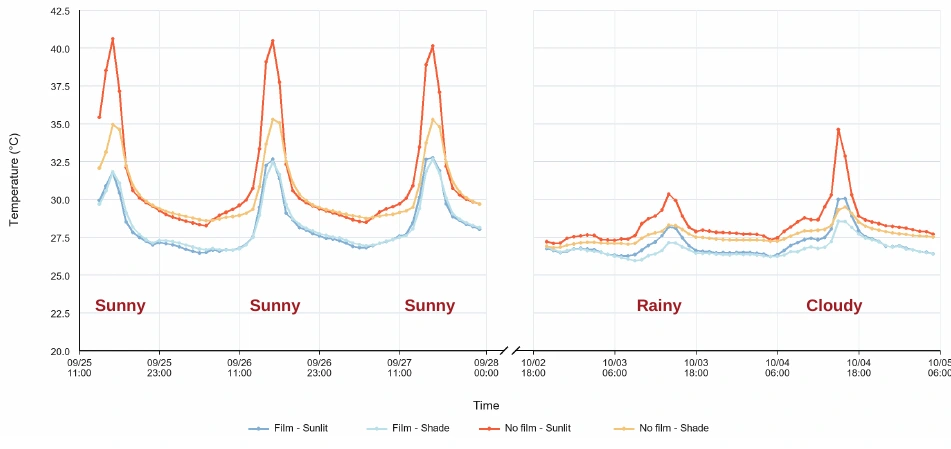 Temperature (°C)
42.5
40.0
37.5
35.0
32.5
30.0
27.5
25.0
22.5
20.0
Sunny Sunny Sunny Rainy Cloudy
09/25 09/25 09/26 09/26 09/27 09/28 10/02 10/03 10/03 10/04 10/04 10/05
11:00 23:00 11:00 23:00 11:00 00:00 18:00 06:00 18:00 06:00 18:00 06:00
Time
Film - Sunlit Film - Shade No film - Sunlit No film - Shade